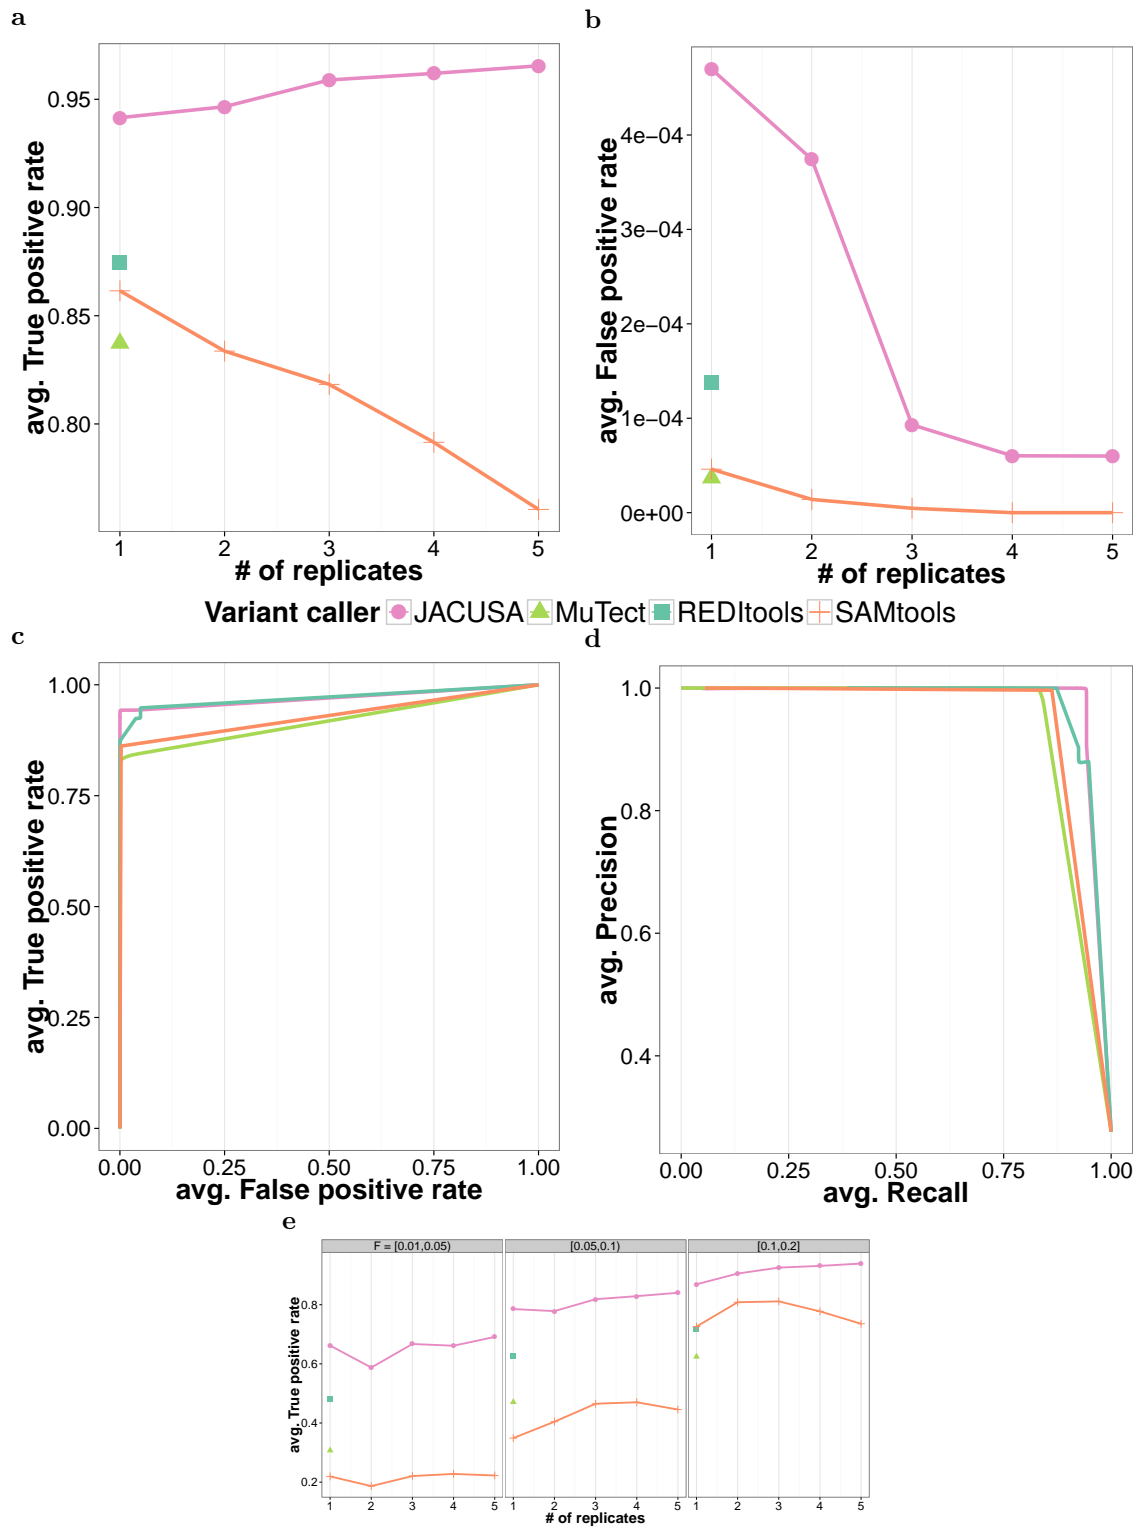 a
avg. True positive rate
0.95
0.90
0.85
0.80
1 2 3 4 5
# of replicates
b
avg. False positive rate
4e−04
3e−04
2e−04
1e−04
0e+00
1 2 3 4 5
# of replicates
Variant caller JACUSA MuTect REDItools SAMtools
c
avg. True positive rate
1.00
0.75
0.50
0.25
0.00
0.00 0.25 0.50 0.75 1.00
avg. False positive rate
d
avg. Precision
1.0
0.8
0.6
0.4
0.00 0.25 0.50 0.75 1.00
avg. Recall
e
F = [0.01,0.05) [0.05,0.1) [0.1,0.2]
avg. True positive rate
0.8
0.6
0.4
0.2
1 2 3 4 5 1 2 3 4 5 1 2 3 4 5
# of replicates